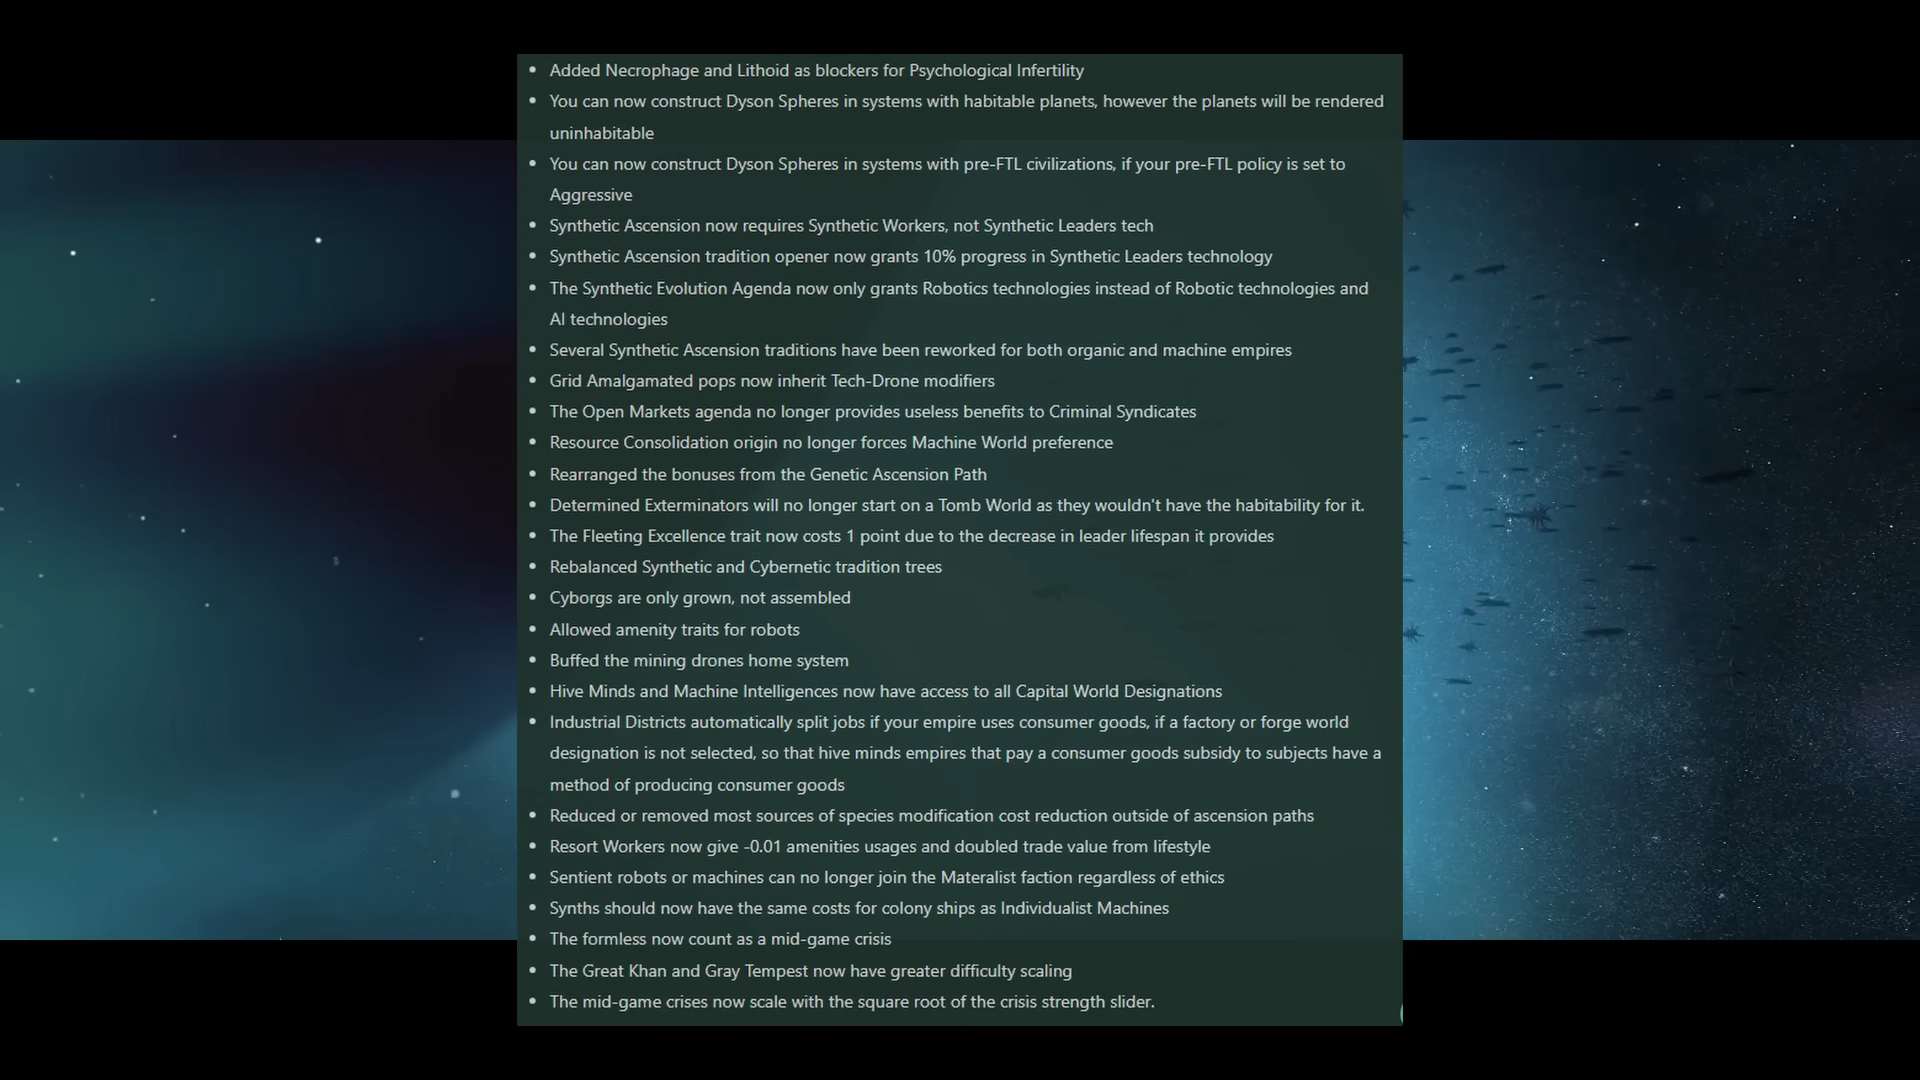 • Added Necrophage and Lithoid as blockers for Psychological Infertility
• You can now construct Dyson Spheres in systems with habitable planets, however the planets will be rendered
uninhabitable
• You can now construct Dyson Spheres in systems with pre-FTL civilizations, if your pre-FTL policy is set to
Aggressive
• Synthetic Ascension now requires Synthetic Workers, not Synthetic Leaders tech
• Synthetic Ascension tradition opener now grants 10% progress in Synthetic Leaders technology
• The Synthetic Evolution Agenda now only grants Robotics technologies instead of Robotic technologies and
AI technologies
• Several Synthetic Ascension traditions have been reworked for both organic and machine empires
• Grid Amalgamated pops now inherit Tech-Drone modifiers
• The Open Markets agenda no longer provides useless benefits to Criminal Syndicates
• Resource Consolidation origin no longer forces Machine World preference
• Rearranged the bonuses from the Genetic Ascension Path
• Determined Exterminators will no longer start on a Tomb World as they wouldn't have the habitability for it.
• The Fleeting Excellence trait now costs 1 point due to the decrease in leader lifespan it provides
• Rebalanced Synthetic and Cybernetic tradition trees
• Cyborgs are only grown, not assembled
• Allowed amenity traits for robots
• Buffed the mining drones home system
• Hive Minds and Machine Intelligences now have access to all Capital World Designations
• Industrial Districts automatically split jobs if your empire uses consumer goods, if a factory or forge world
designation is not selected, so that hive minds empires that pay a consumer goods subsidy to subjects have a
method of producing consumer goods
• Reduced or removed most sources of species modification cost reduction outside of ascension paths
• Resort Workers now give -0.01 amenities usages and doubled trade value from lifestyle
• Sentient robots or machines can no longer join the Materalist faction regardless of ethics
• Synths should now have the same costs for colony ships as Individualist Machines
• The formless now count as a mid-game crisis
• The Great Khan and Gray Tempest now have greater difficulty scaling
• The mid-game crises now scale with the square root of the crisis strength slider.